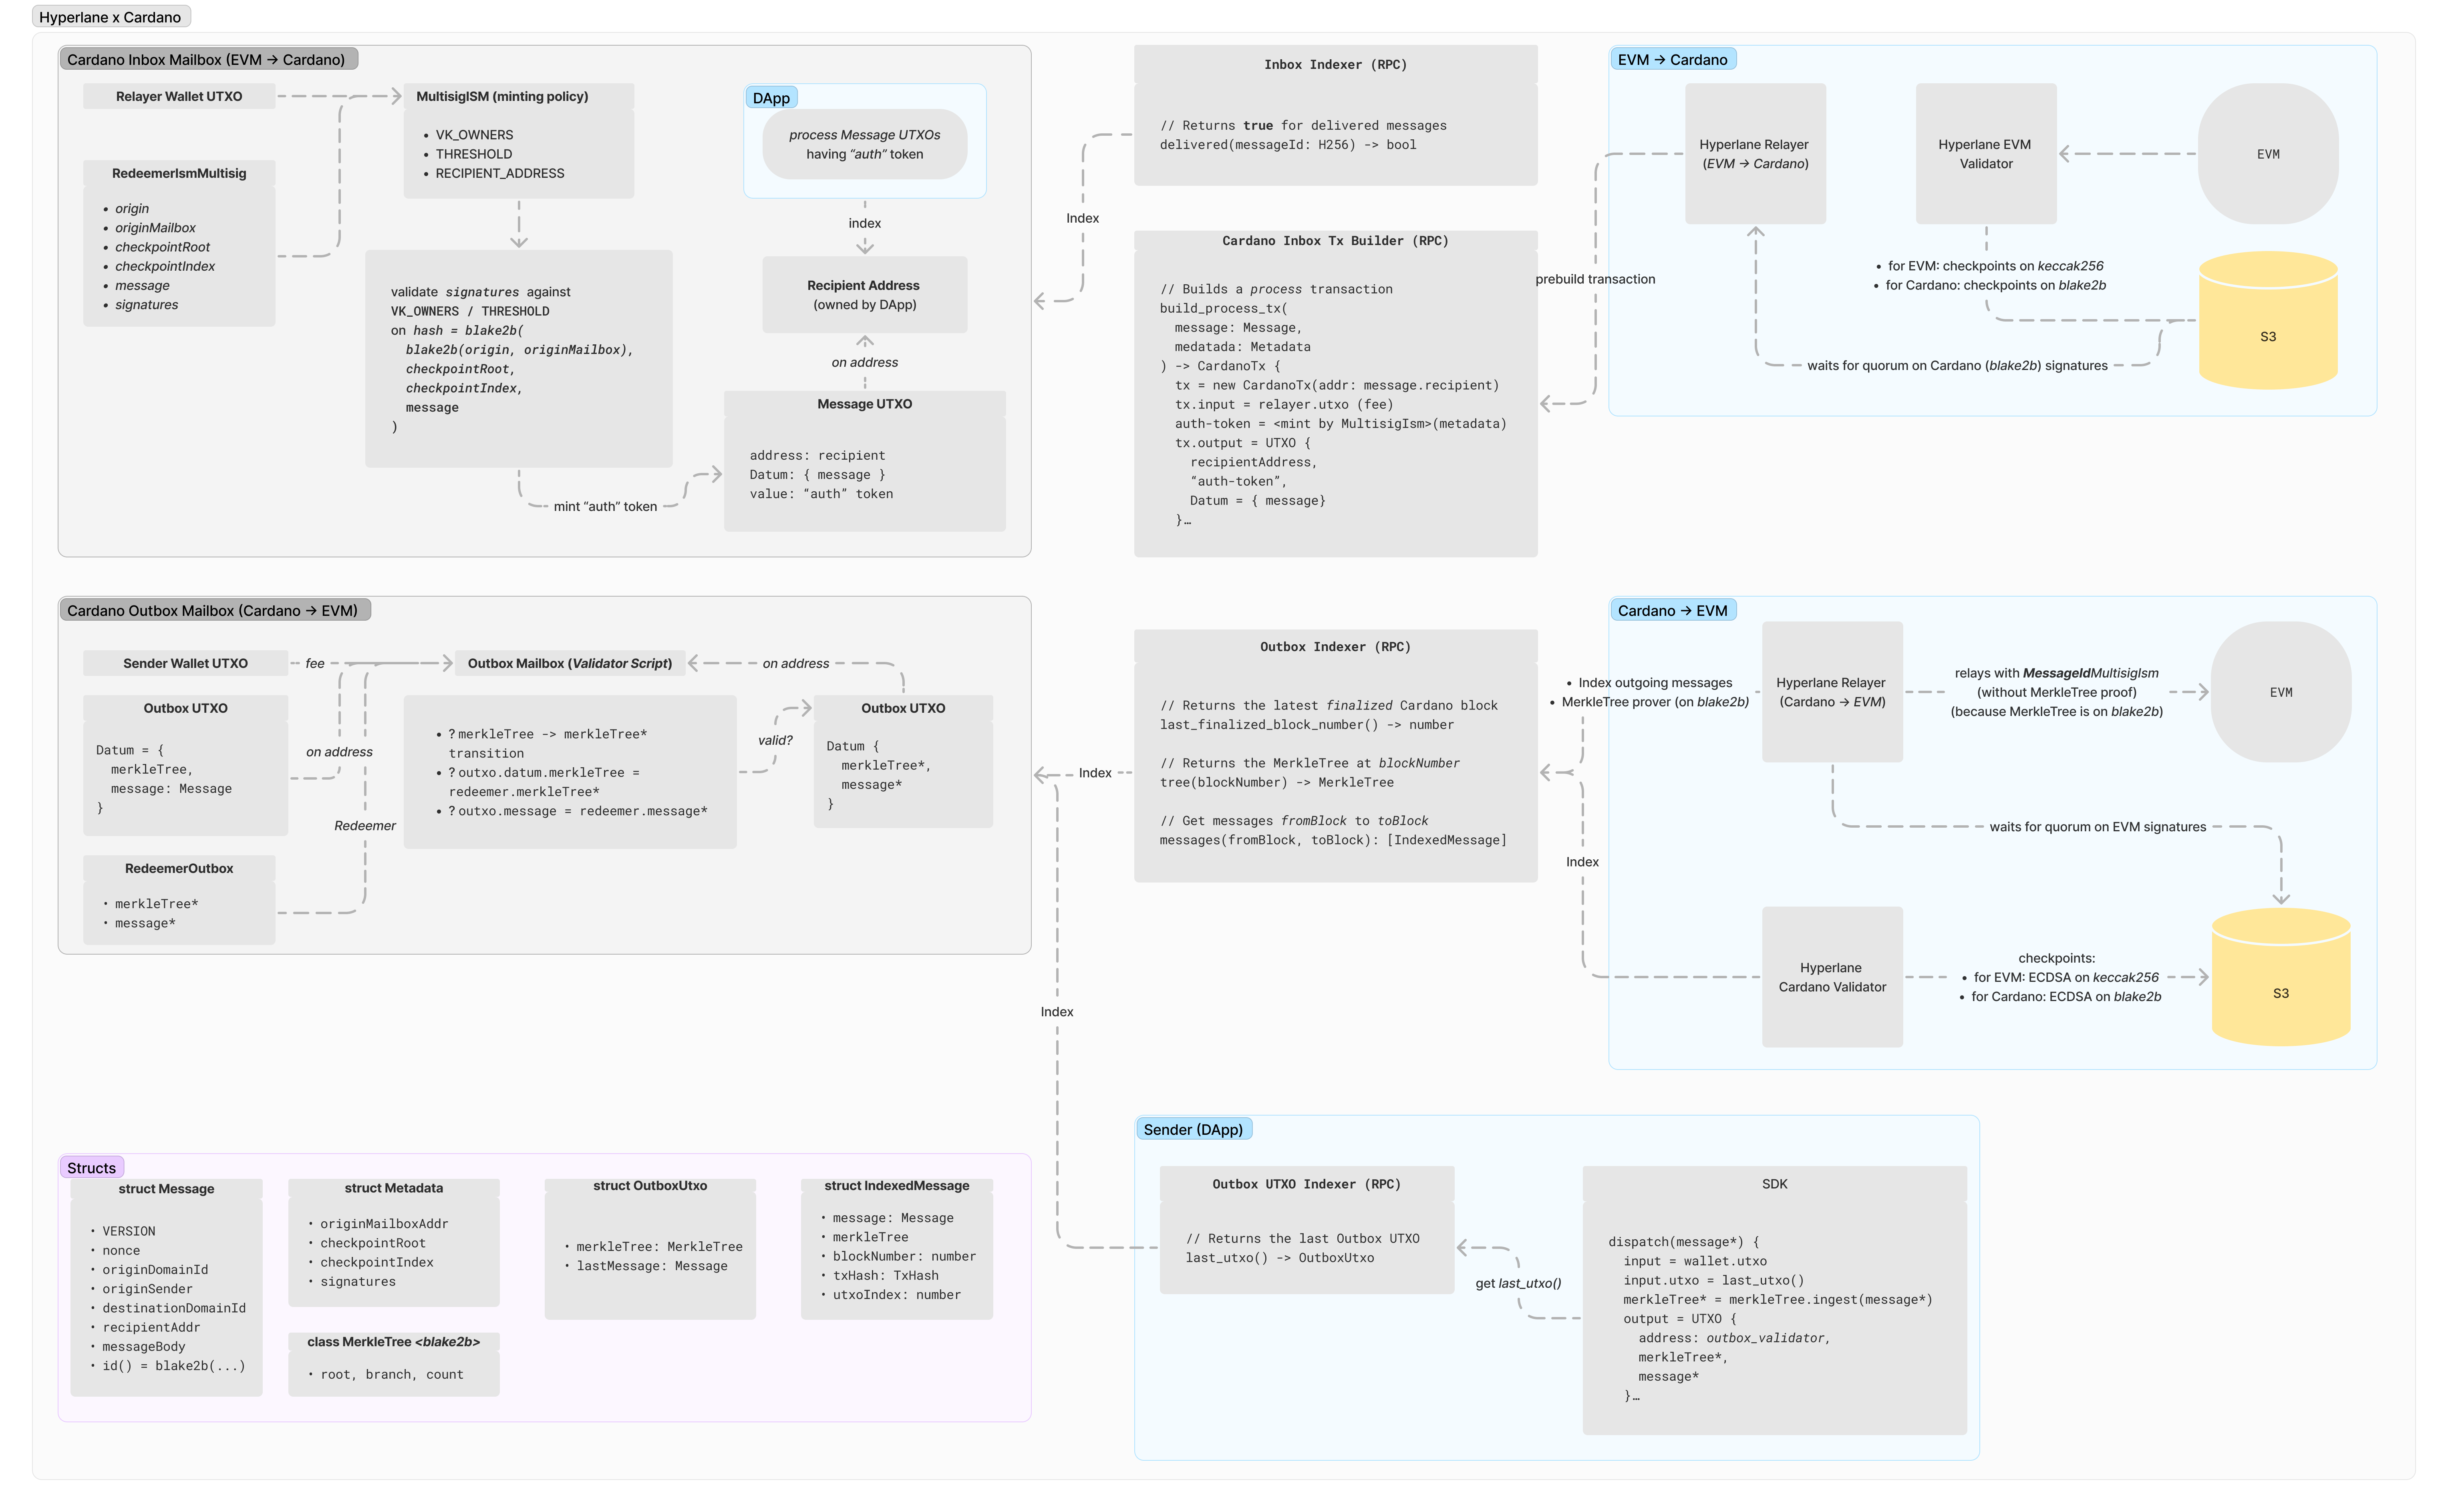 Hyperlane x Cardano
Cardano Inbox Mailbox (EVM → Cardano)
Relayer Wallet UTXO
RedeemerIsmMultisig
• origin
• originMailbox
• checkpointRoot
• checkpointIndex
• message
• signatures
MultisigISM (minting policy)
• VK_OWNERS
• THRESHOLD
• RECIPIENT_ADDRESS
validate signatures against
VK_OWNERS / THRESHOLD
on hash = blake2b(
blake2b(origin, originMailbox),
checkpointRoot,
checkpointIndex,
message
)
mint “auth” token
DApp
process Message UTXOs
having “auth” token
index
Recipient Address
(owned by DApp)
on address
Message UTXO
address: recipient
Datum: { message }
value: “auth” token
Index
Inbox Indexer (RPC)
// Returns true for delivered messages
delivered(messageId: H256) -> bool
Cardano Inbox Tx Builder (RPC)
// Builds a process transaction
build_process_tx(
message: Message,
medatada: Metadata
) -> CardanoTx {
tx = new CardanoTx(addr: message.recipient)
tx.input = relayer.utxo (fee)
auth-token = <mint by MultisigIsm>(metadata)
tx.output = UTXO {
recipientAddress,
“auth-token”,
Datum = { message}
}…
prebuild transaction
EVM → Cardano
Hyperlane Relayer
(EVM → Cardano)
Hyperlane EVM
Validator
EVM
• for EVM: checkpoints on keccak256
• for Cardano: checkpoints on blake2b
S3
waits for quorum on Cardano (blake2b) signatures
Cardano Outbox Mailbox (Cardano → EVM)
Sender Wallet UTXO
fee
Outbox Mailbox (Validator Script)
on address
Outbox UTXO
Datum = {
merkleTree,
message: Message
}
on address
Redeemer
RedeemerOutbox
• merkleTree*
• message*
• ? merkleTree -> merkleTree*
transition
• ? outxo.datum.merkleTree =
redeemer.merkleTree*
• ? outxo.message = redeemer.message*
valid?
Outbox UTXO
Datum {
merkleTree*,
message*
}
Index
Outbox Indexer (RPC)
// Returns the latest finalized Cardano block
last_finalized_block_number() -> number
// Returns the MerkleTree at blockNumber
tree(blockNumber) -> MerkleTree
// Get messages fromBlock to toBlock
messages(fromBlock, toBlock): [IndexedMessage]
Cardano → EVM
• Index outgoing messages
• MerkleTree prover (on blake2b)
Index
Hyperlane Relayer
(Cardano → EVM)
relays with MessageIdMultisigIsm
(without MerkleTree proof)
(because MerkleTree is on blake2b)
EVM
waits for quorum on EVM signatures
Hyperlane
Cardano Validator
checkpoints:
• for EVM: ECDSA on keccak256
• for Cardano: ECDSA on blake2b
S3
Index
Structs
struct Message
• VERSION
• nonce
• originDomainId
• originSender
• destinationDomainId
• recipientAddr
• messageBody
• id() = blake2b(...)
struct Metadata
• originMailboxAddr
• checkpointRoot
• checkpointIndex
• signatures
class MerkleTree <blake2b>
• root, branch, count
struct OutboxUtxo
• merkleTree: MerkleTree
• lastMessage: Message
struct IndexedMessage
• message: Message
• merkleTree
• blockNumber: number
• txHash: TxHash
• utxoIndex: number
Sender (DApp)
Outbox UTXO Indexer (RPC)
// Returns the last Outbox UTXO
last_utxo() -> OutboxUtxo
get last_utxo()
SDK
dispatch(message*) {
input = wallet.utxo
input.utxo = last_utxo()
merkleTree* = merkleTree.ingest(message*)
output = UTXO {
address: outbox_validator,
merkleTree*,
message*
}…